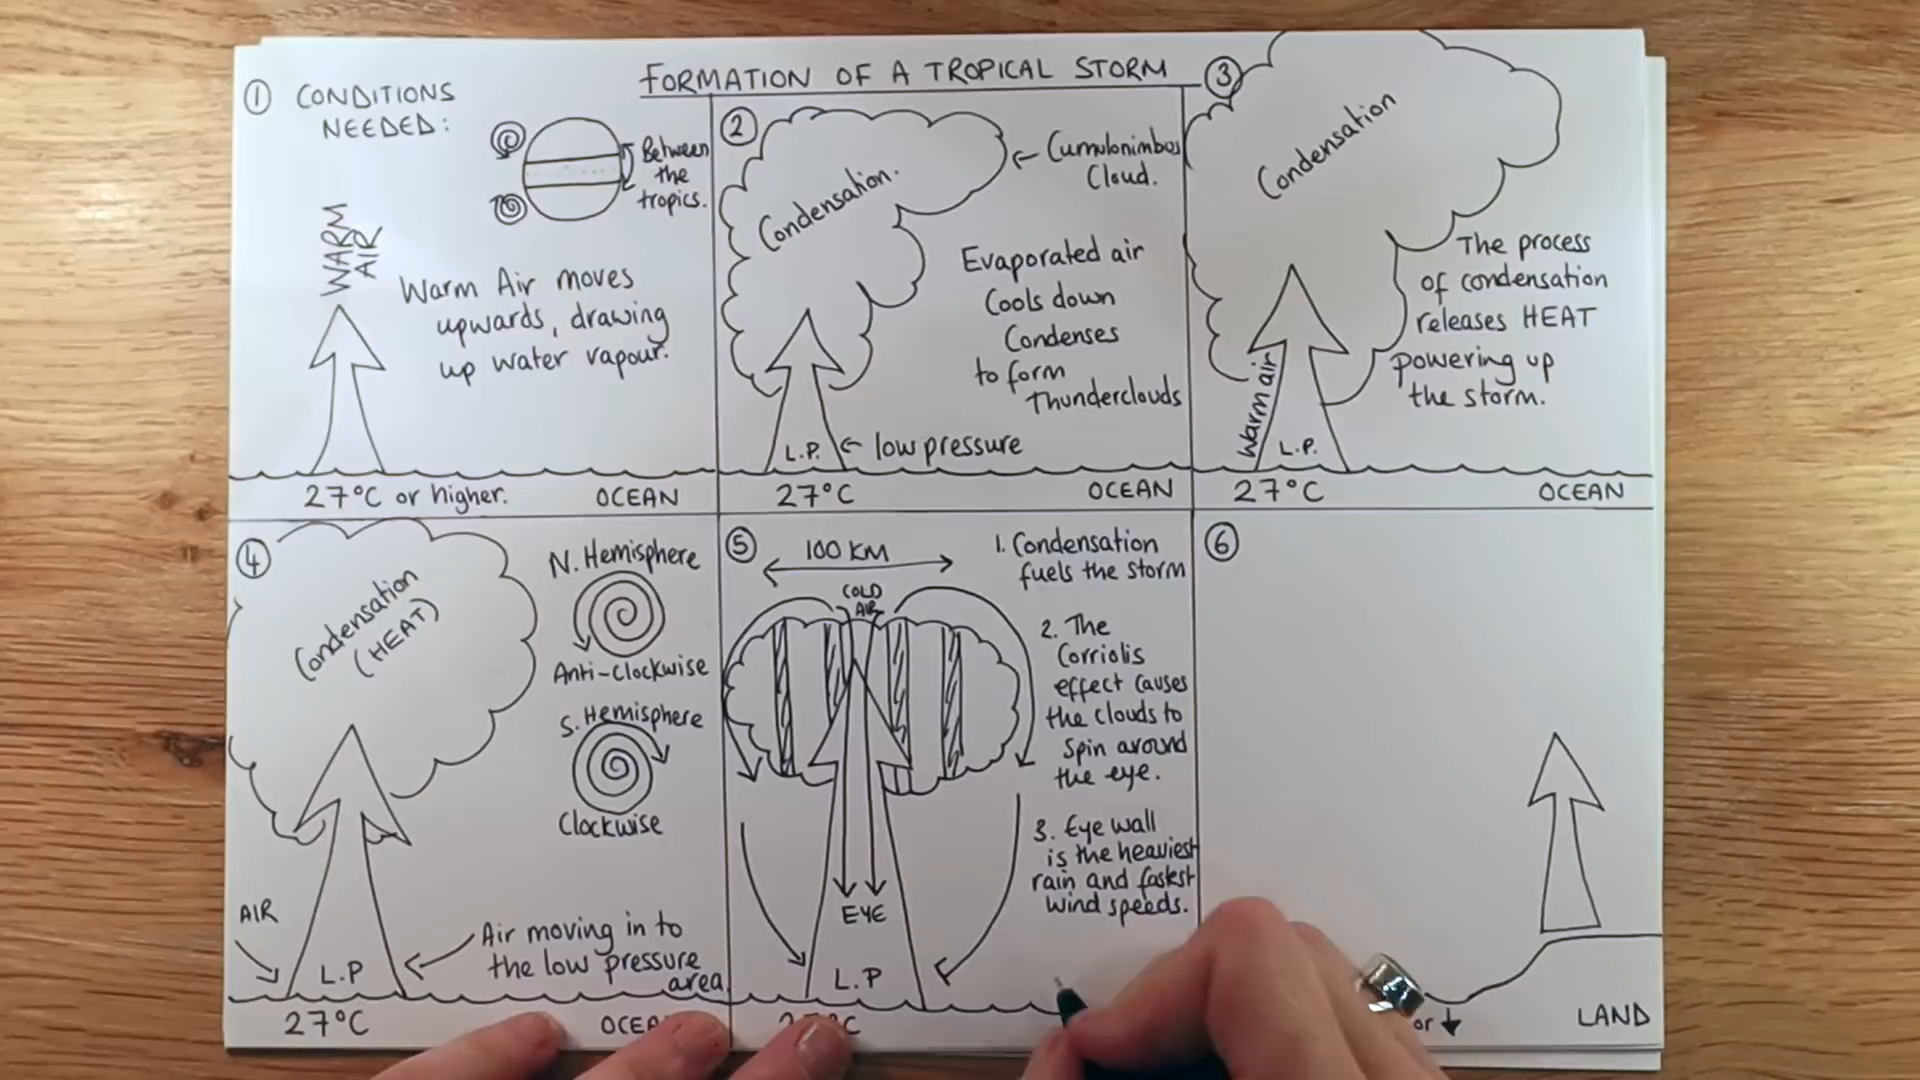 FORMATION OF A TROPICAL STORM
① CONDITIONS
NEEDED:
Between
the
tropics.
WARM
AIR
Warm Air moves
upwards, drawing
up water vapour.
27°C or higher.
OCEAN
②
Condensation.
← Cumulonimbos
Cloud.
Evaporated air
Cools down
Condenses
to form
Thunderclouds
L.P. ← low pressure
27°C
OCEAN
③
Condensation
The process
of condensation
releases HEAT
powering up
the storm.
Warm air
L.P.
27°C
OCEAN
④
Condensation
(HEAT)
N. Hemisphere
Anti-Clockwise
S. Hemisphere
Clockwise
AIR
L.P
Air moving in to
the low pressure
area.
27°C
⑤
100 KM
COLD
AIR
1. Condensation
fuels the storm
2. The
Corriolis
effect causes
the clouds to
spin around
the eye.
3. Eye wall
is the heaviest
rain and fastest
wind speeds.
EYE
L.P
⑥
or ↓
LAND